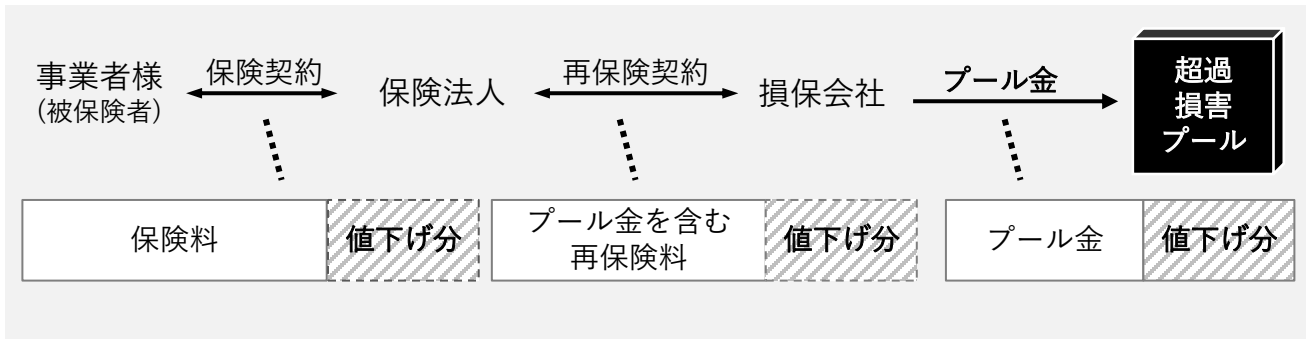 事業者様
(被保険者)
保険契約
保険法人
再保険契約
損保会社
プール金
超過
損害
プール
保険料
値下げ分
プール金を含む
再保険料
値下げ分
プール金
値下げ分